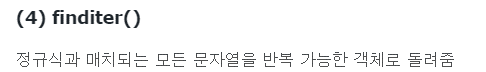 (4) finditer()
정규식과 매치되는 모든 문자열을 반복 가능한 객체로 돌려줌